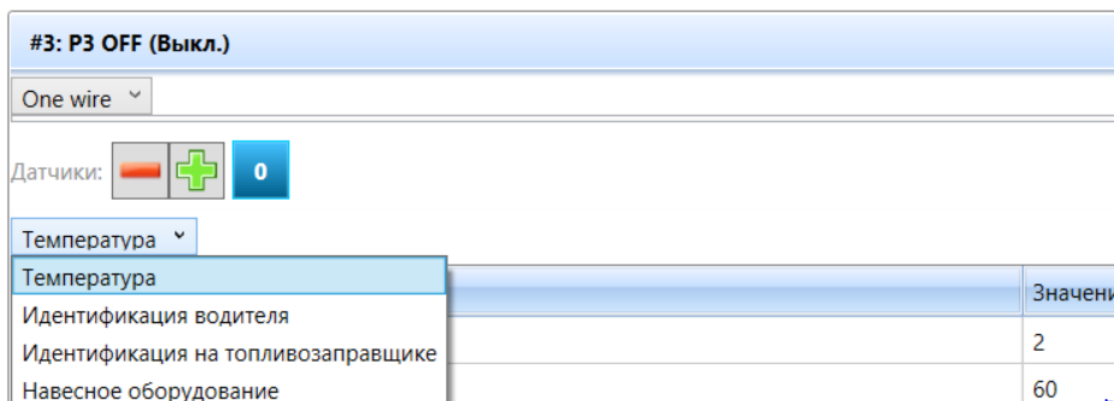 #3: P3 OFF (Выкл.)
One wire
Датчики: 0
Температура
Температура
Значени
Идентификация водителя
2
Идентификация на топливозаправщике
60
Навесное оборудование